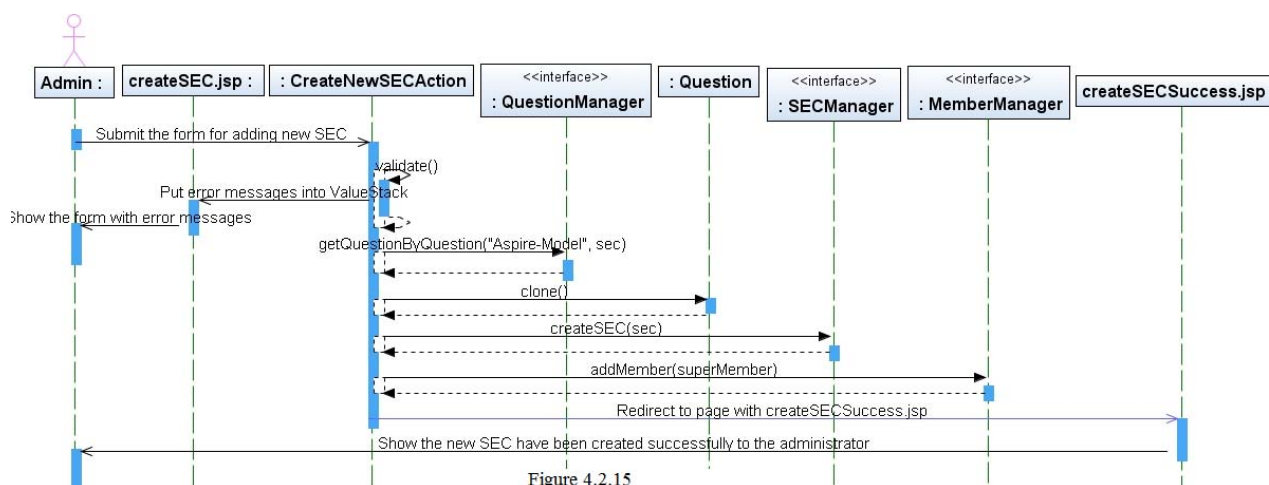 Admin :
createSEC.jsp :
: CreateNewSECAction
<<interface>>
: QuestionManager
: Question
<<interface>>
: SECManager
<<interface>>
: MemberManager
createSECSuccess.jsp
Submit the form for adding new SEC
validate()
Put error messages into ValueStack
Show the form with error messages
getQuestionByQuestion("Aspire-Model", sec)
clone()
createSEC(sec)
addMember(superMember)
Redirect to page with createSECSuccess.jsp
Show the new SEC have been created successfully to the administrator
Figure 4.2.15